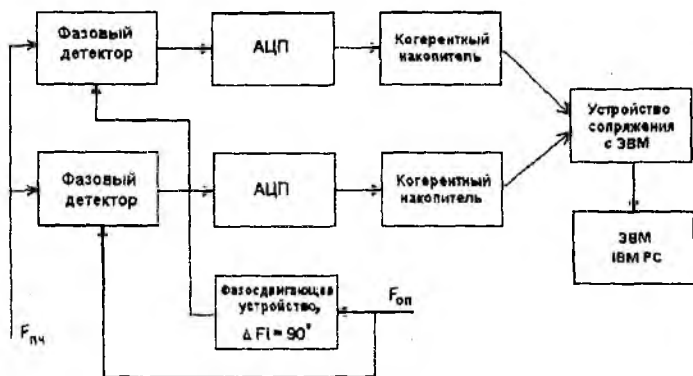 Фазовый
детектор
АЦП
Когерентный
накопитель
Устройство
сопряжения
с ЭВМ
Фазовый
детектор
АЦП
Когерентный
накопитель
ЭВМ
IBM PC
Фазосдвигающее
устройство,
Δ Fi = 90°
Fоп
Fпч